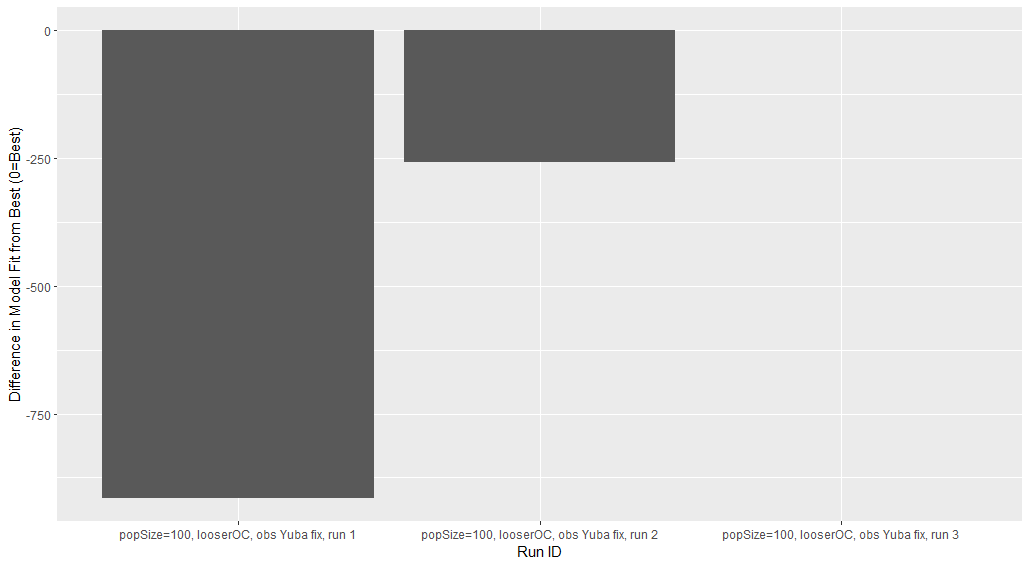 Difference in Model Fit from Best (0=Best)
0
-250
-500
-750
popSize=100, looserOC, obs Yuba fix, run 1
popSize=100, looserOC, obs Yuba fix, run 2
popSize=100, looserOC, obs Yuba fix, run 3
Run ID